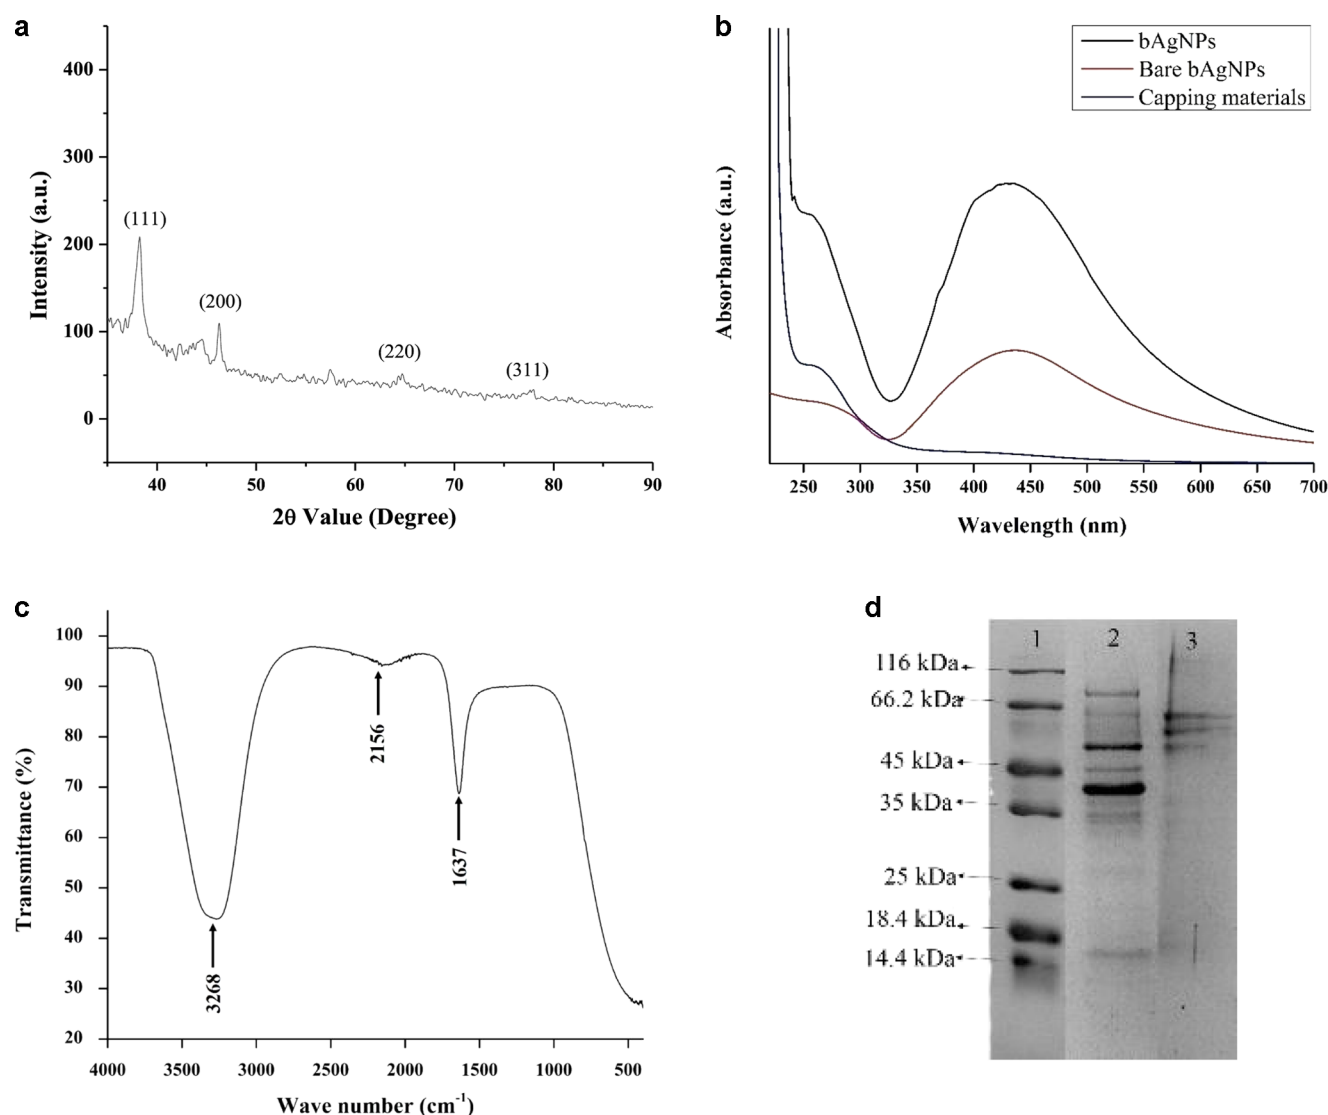 a
400
300
200
100
0
Intensity (a.u.)
(111)
(200)
(220)
(311)
40 50 60 70 80 90
2θ Value (Degree)
b
bAgNPs
Bare bAgNPs
Capping materials
Absorbance (a.u.)
250 300 350 400 450 500 550 600 650 700
Wavelength (nm)
c
100
90
80
70
60
50
40
30
20
Transmittance (%)
3268
2156
1637
4000 3500 3000 2500 2000 1500 1000 500
Wave number (cm-1)
d
1 2 3
116 kDa
66.2 kDa
45 kDa
35 kDa
25 kDa
18.4 kDa
14.4 kDa